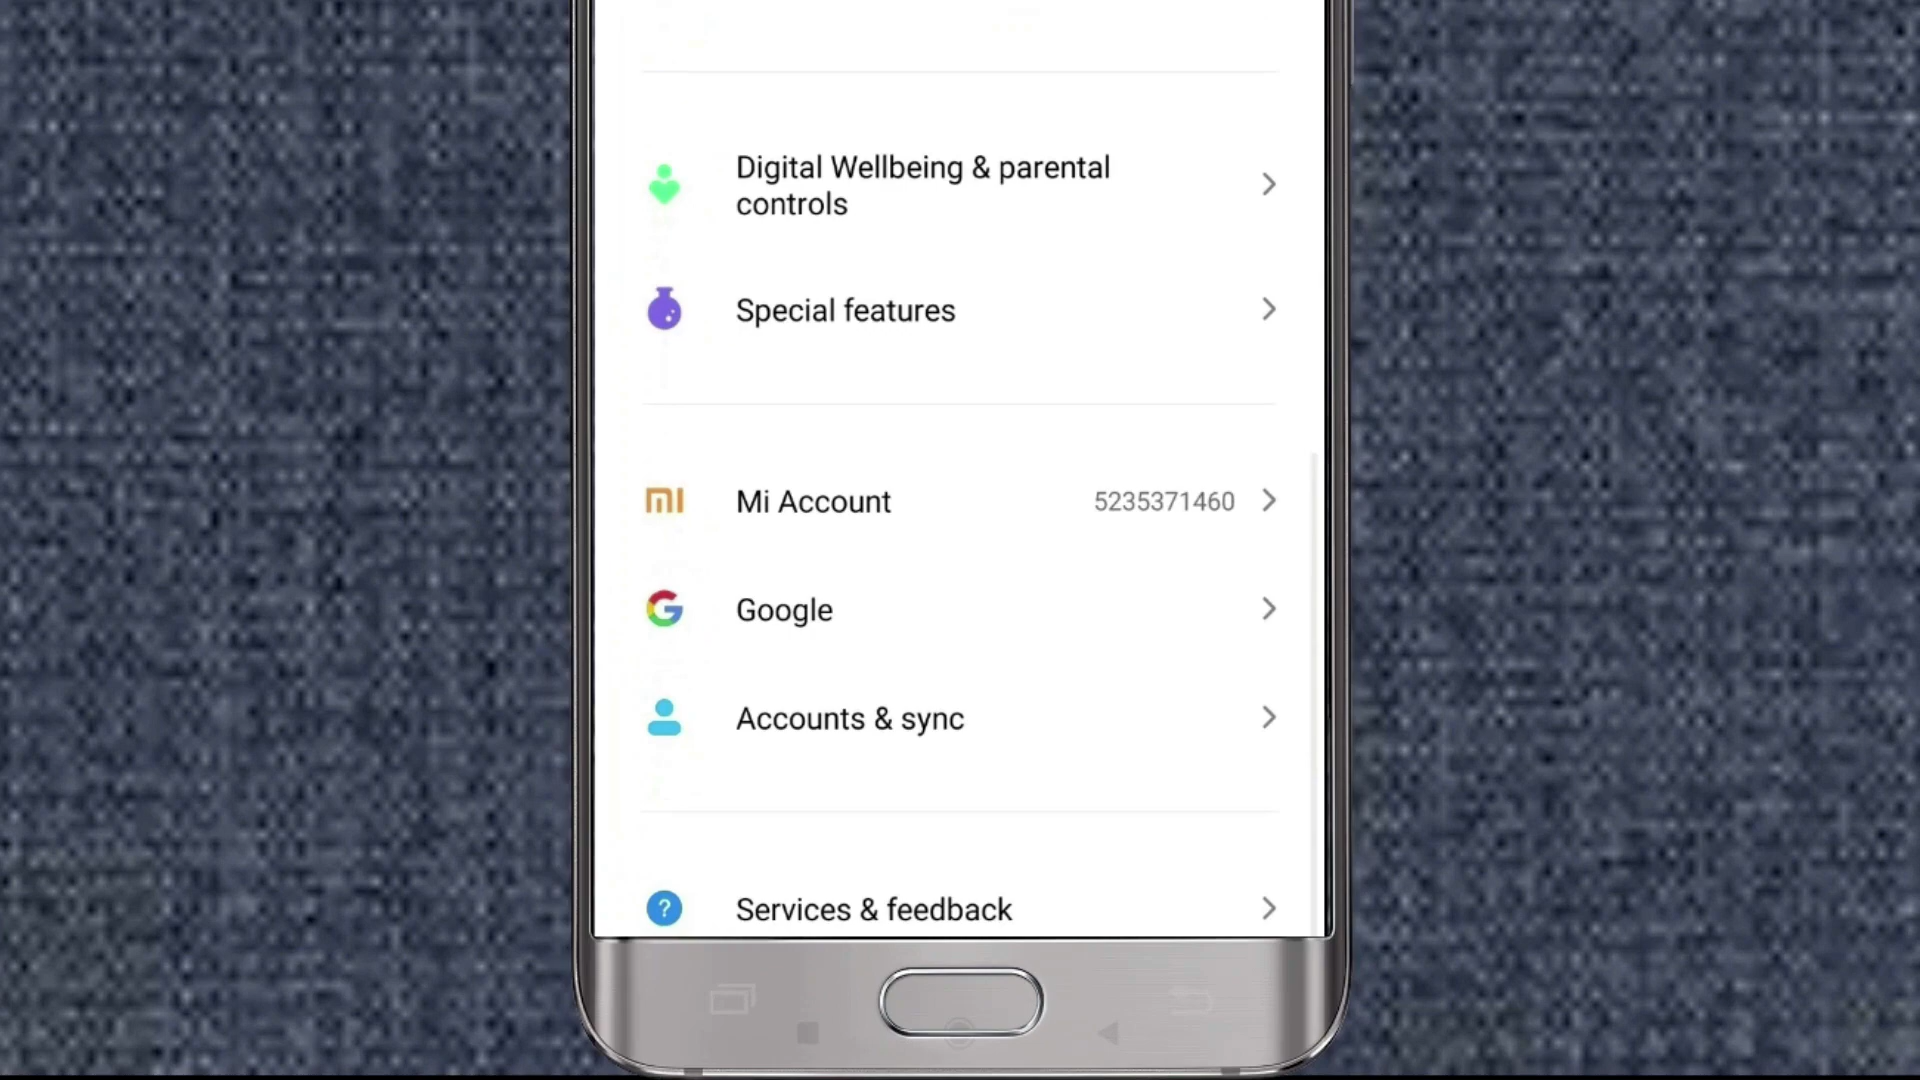 Digital Wellbeing & parental
controls
Special features
Mi Account 5235371460
Google
Accounts & sync
Services & feedback